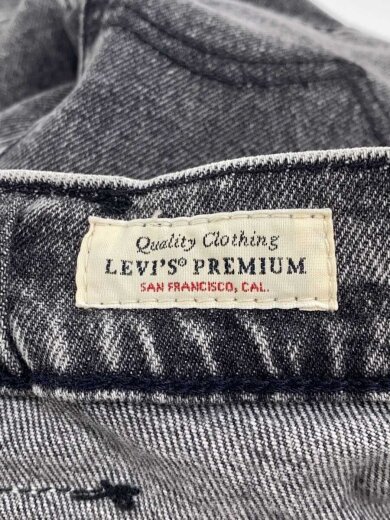 Quality Clothing
LEVI'S® PREMIUM
SAN FRANCISCO, CAL.